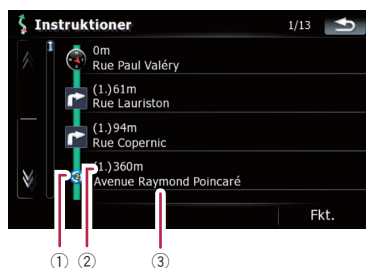 Instruktioner
1/13
0m
Rue Paul Valéry
(1.)61m
Rue Lauriston
(1.)94m
Rue Copernic
(1.)360m
Avenue Raymond Poincaré
Fkt.
① ② ③